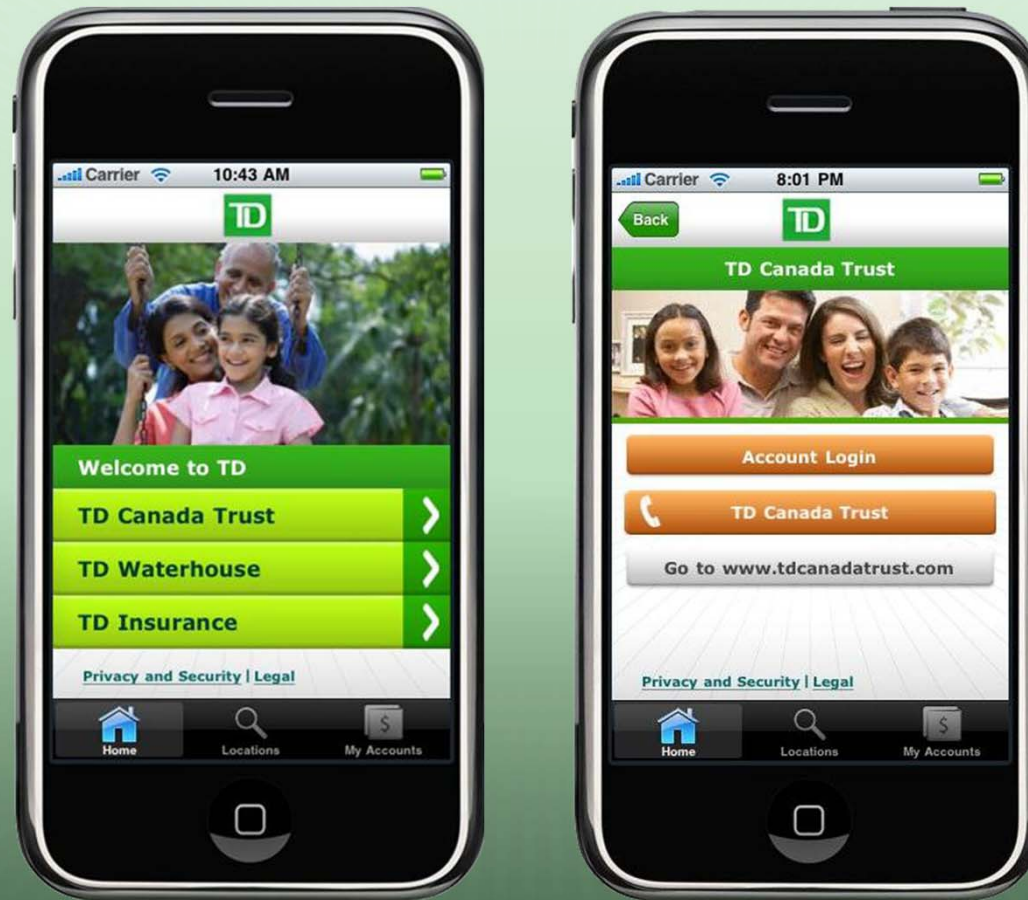 Carrier 10:43 AM
TD
Welcome to TD
TD Canada Trust
TD Waterhouse
TD Insurance
Privacy and Security | Legal
Home Locations My Accounts
Carrier 8:01 PM
Back TD
TD Canada Trust
Account Login
TD Canada Trust
Go to www.tdcanadatrust.com
Privacy and Security | Legal
Home Locations My Accounts